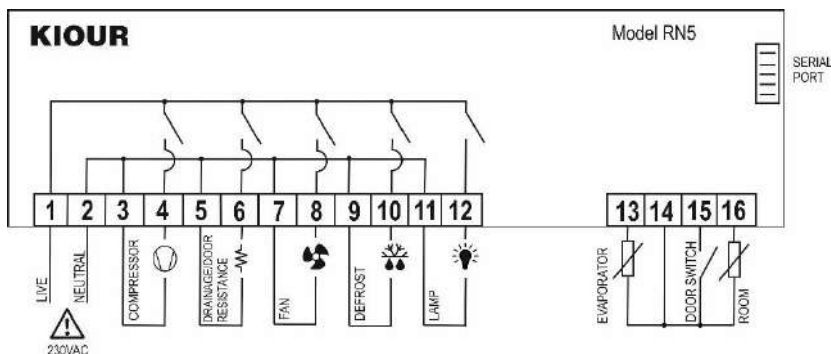 KIOUR
Model RN5
SERIAL
PORT
1 2 3 4 5 6 7 8 9 10 11 12 13 14 15 16
LIVE
NEUTRAL
COMPRESSOR
DRAINAGE/DOOR
RESISTANCE
FAN
DEFROST
LAMP
EVAPORATOR
DOOR SWITCH
ROOM
230VAC